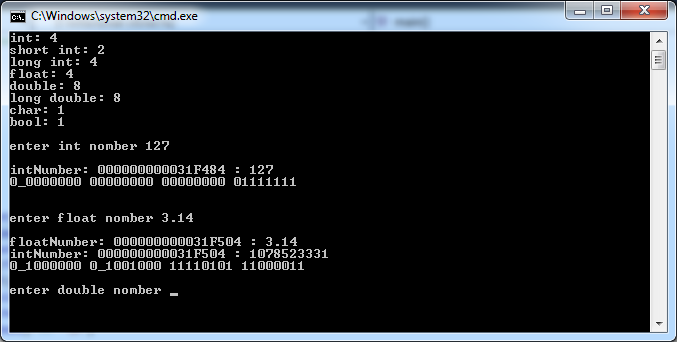 C:\Windows\system32\cmd.exe
int: 4
short int: 2
long int: 4
float: 4
double: 8
long double: 8
char: 1
bool: 1
enter int nomber 127
intNumber: 000000000031F484 : 127
0_0000000 00000000 00000000 01111111
enter float nomber 3.14
floatNumber: 000000000031F504 : 3.14
intNumber: 000000000031F504 : 1078523331
0_1000000 0_1001000 11110101 11000011
enter double nomber _